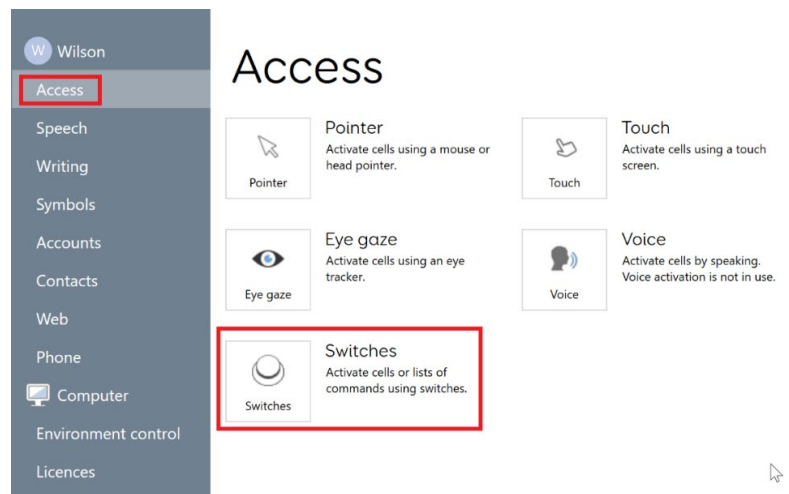 W Wilson
Access
Speech
Writing
Symbols
Accounts
Contacts
Web
Phone
Computer
Environment control
Licences
Access
Pointer
Pointer
Activate cells using a mouse or
head pointer.
Touch
Touch
Activate cells using a touch
screen.
Eye gaze
Eye gaze
Activate cells using an eye
tracker.
Voice
Voice
Activate cells by speaking.
Voice activation is not in use.
Switches
Switches
Activate cells or lists of
commands using switches.